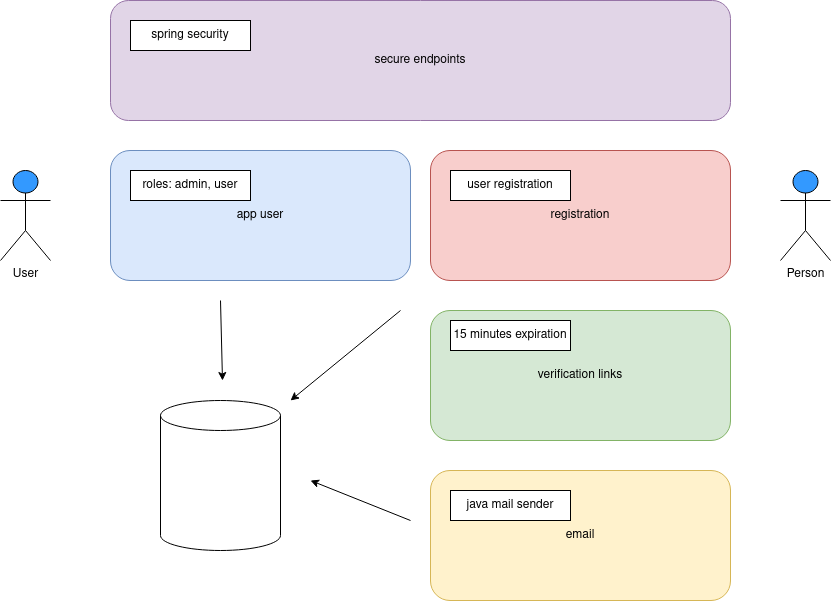 spring security
secure endpoints
roles: admin, user
app user
user registration
registration
User
Person
15 minutes expiration
verification links
java mail sender
email